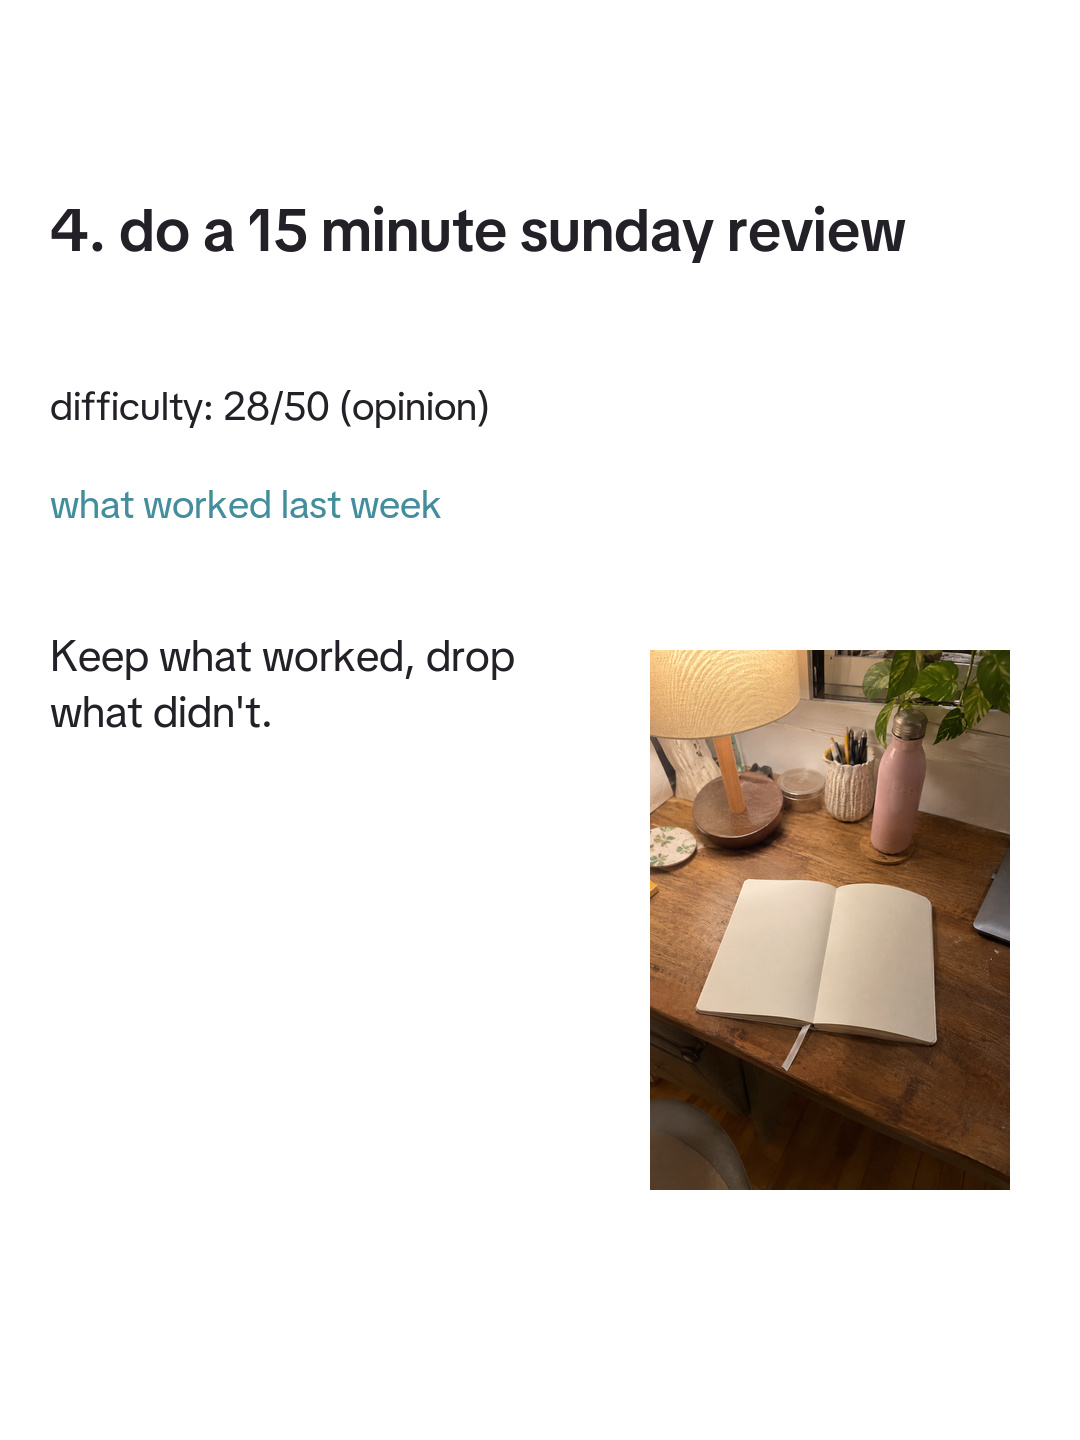 4. do a 15 minute sunday review
difficulty: 28/50 (opinion)
what worked last week
Keep what worked, drop
what didn't.